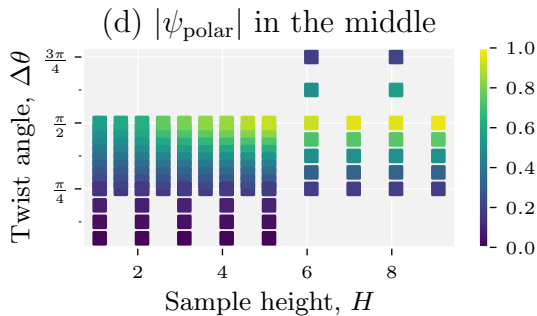 (d) |ψpolar| in the middle
Twist angle, Δθ
3π/4
π/2
π/4
2
4
6
8
Sample height, H
1.0
0.8
0.6
0.4
0.2
0.0